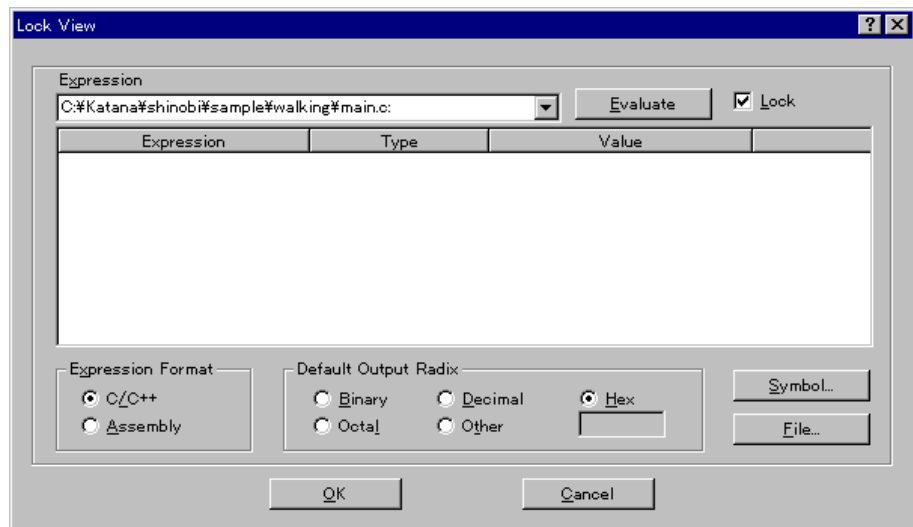 Lock View
Expression
C:¥Katana¥shinobi¥sample¥walking¥main.c: Evaluate Lock
Expression Type Value
Expression Format Default Output Radix
C/C++ Binary Decimal Hex Symbol...
Assembly Octal Other File...
OK Cancel